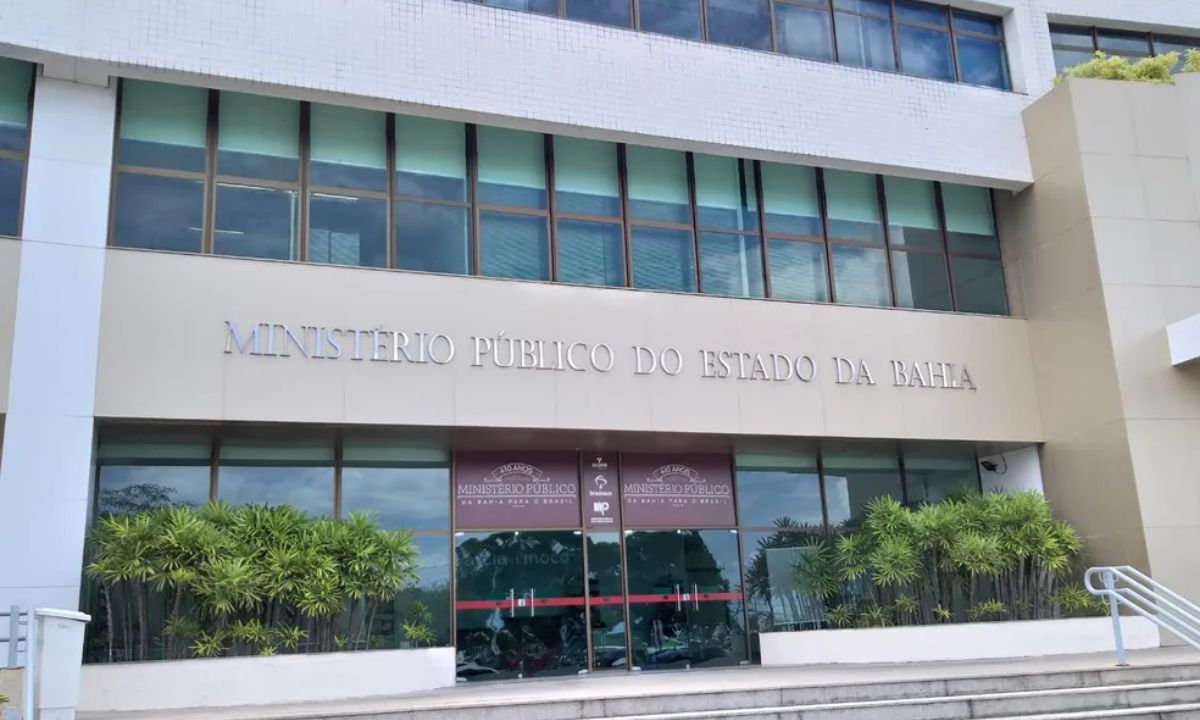 MINISTÉRIO PÚBLICO DO ESTADO DA BAHIA
410 ANOS
MINISTÉRIO PÚBLICO
DA BAHIA PARA O BRASIL
bradesco
MP
410 ANOS
MINISTÉRIO PÚBLICO
DA BAHIA PARA O BRASIL